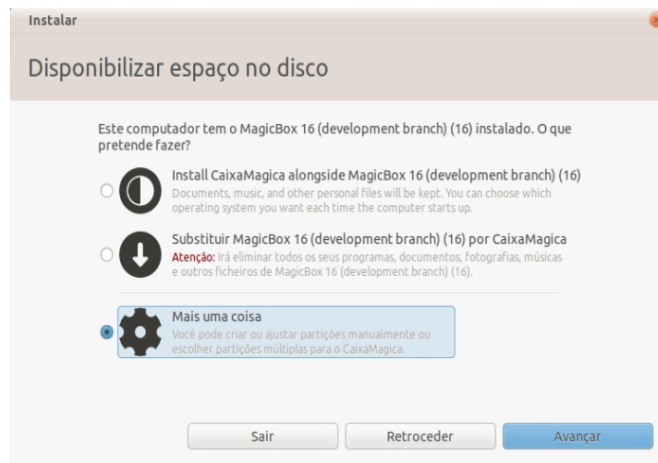 Instalar
Disponibilizar espaço no disco
Este computador tem o MagicBox 16 (development branch) (16) instalado. O que
pretende fazer?
Install CaixaMagica alongside MagicBox 16 (development branch) (16)
Documents, music, and other personal files will be kept. You can choose which
operating system you want each time the computer starts up.
Substituir MagicBox 16 (development branch) (16) por CaixaMagica
Atenção: Irá eliminar todos os seus programas, documentos, fotografias, músicas
e outros ficheiros de MagicBox 16 (development branch) (16).
Mais uma coisa
Você pode criar ou ajustar partições manualmente ou
escolher partições múltiplas para o CaixaMagica.
Sair
Retroceder
Avançar